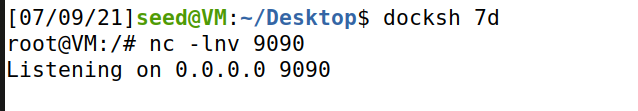 [07/09/21]seed@VM:~/Desktop$ docksh 7d
root@VM:/# nc -lnv 9090
Listening on 0.0.0.0 9090